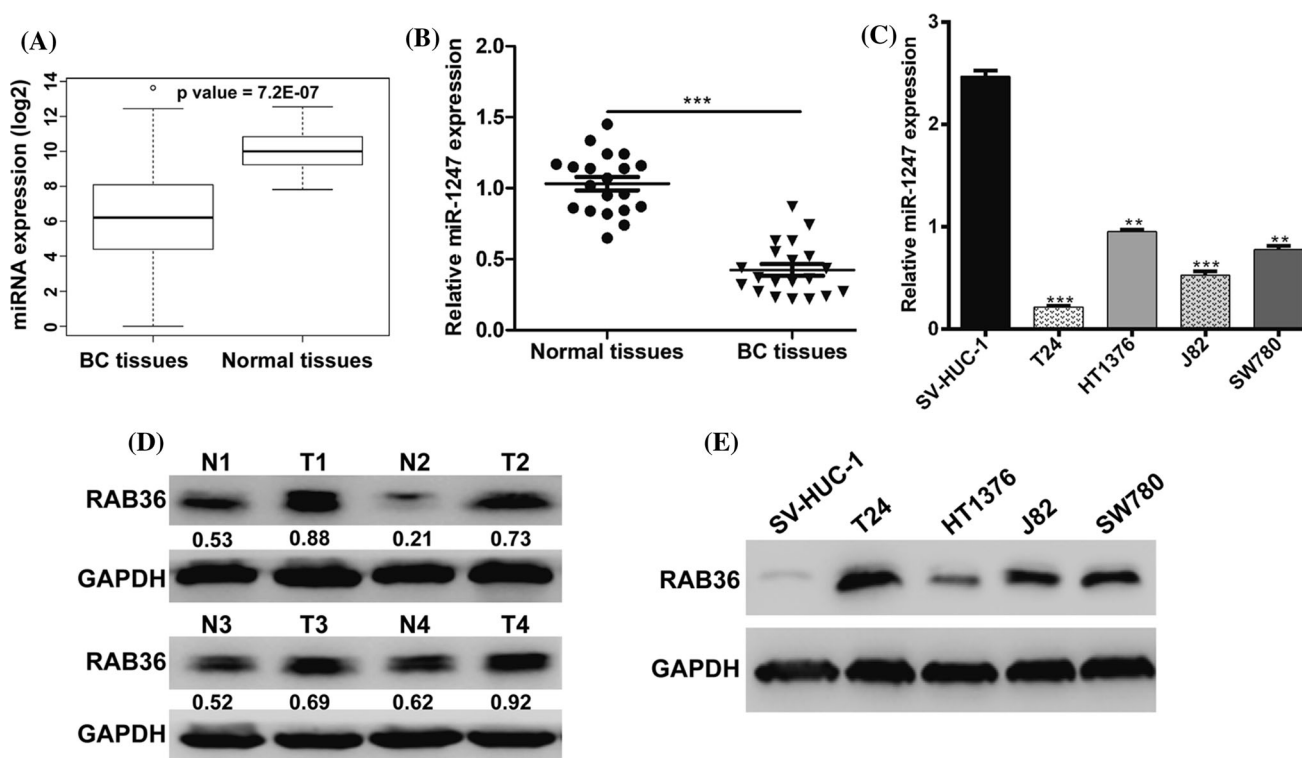 (A)
miRNA expression (log2)
14
12
10
8
6
4
2
0
p value = 7.2E-07
BC tissues Normal tissues
(B)
Relative miR-1247 expression
2.0
1.5
1.0
0.5
0.0
***
Normal tissues BC tissues
(C)
Relative miR-1247 expression
3
2
1
0
*** ** *** **
SV-HUC-1 T24 HT1376 J82 SW780
(D)
N1 T1 N2 T2
RAB36
0.53 0.88 0.21 0.73
GAPDH
N3 T3 N4 T4
RAB36
0.52 0.69 0.62 0.92
GAPDH
(E)
SV-HUC-1 T24 HT1376 J82 SW780
RAB36
GAPDH